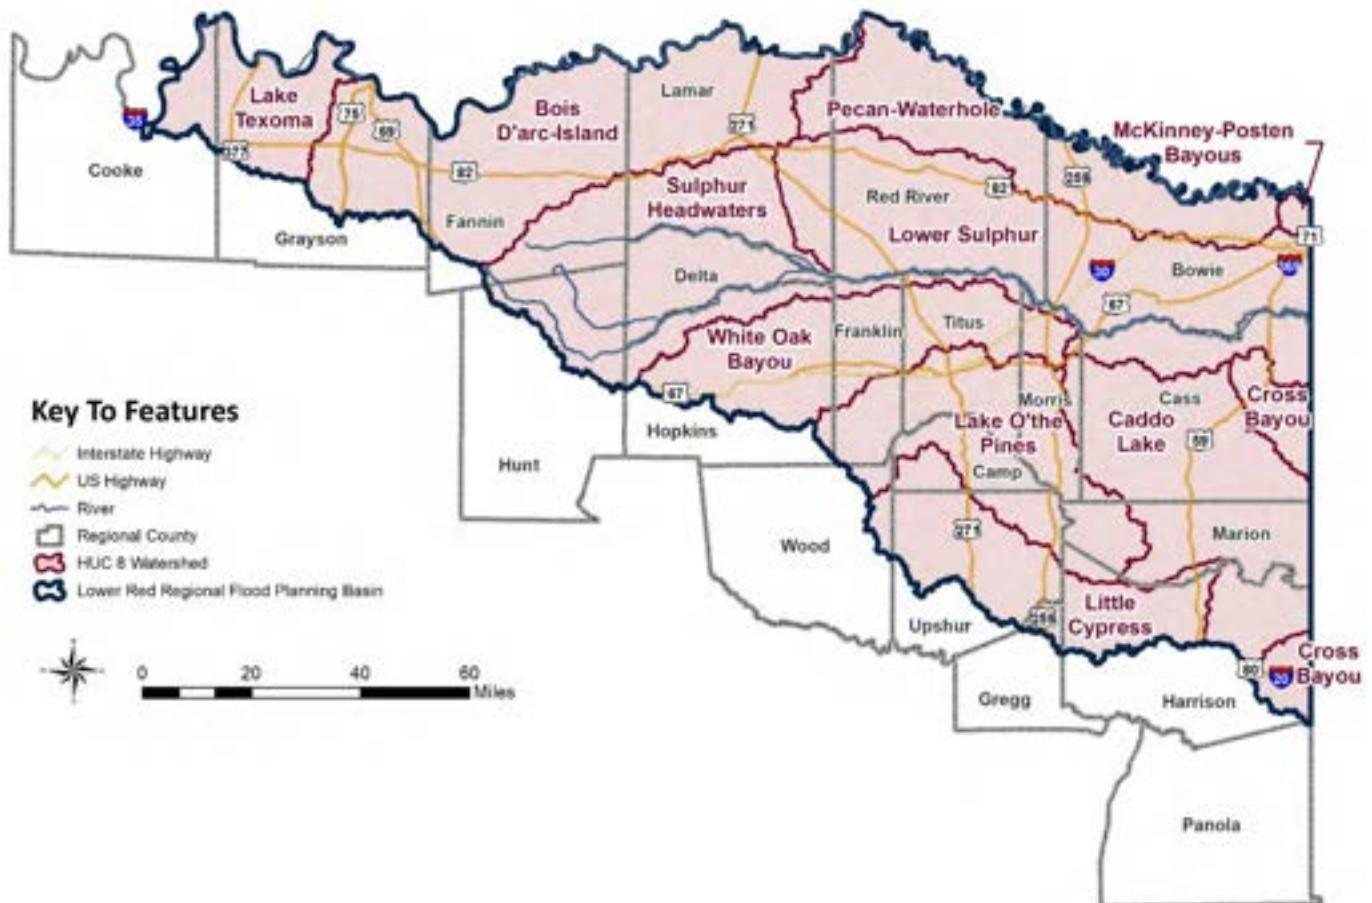 Lake
Texoma
Bois
D'arc-Island
Lamar
Pecan-Waterhole
McKinney-Posten
Bayous
35
75
69
271
377
82
Cooke
Grayson
Fannin
Sulphur
Headwaters
Red River
82
259
Lower Sulphur
71
Delta
30
Bowie
369
67
White Oak
Bayou
Franklin
Titus
67
Hopkins
Hunt
Morris
Lake O'the
Pines
Camp
Cass
Caddo
Lake
59
Cross
Bayou
Wood
271
Marion
Upshur
259
Little
Cypress
Cross
Bayou
80
20
Gregg
Harrison
Panola
Key To Features
Interstate Highway
US Highway
River
Regional County
HUC 8 Watershed
Lower Red Regional Flood Planning Basin
0 20 40 60
Miles